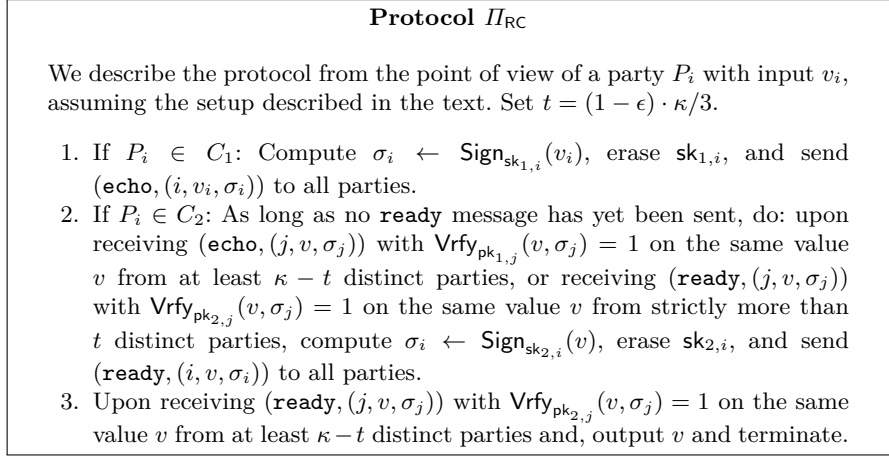 Protocol Π_RC
We describe the protocol from the point of view of a party P_i with input v_i,
assuming the setup described in the text. Set t = (1 − ϵ) · κ/3.
1. If P_i ∈ C_1: Compute σ_i ← Sign_{sk_{1,i}}(v_i), erase sk_{1,i}, and send
(echo, (i, v_i, σ_i)) to all parties.
2. If P_i ∈ C_2: As long as no ready message has yet been sent, do: upon
receiving (echo, (j, v, σ_j)) with Vrfy_{pk_{1,j}}(v, σ_j) = 1 on the same value
v from at least κ − t distinct parties, or receiving (ready, (j, v, σ_j))
with Vrfy_{pk_{2,j}}(v, σ_j) = 1 on the same value v from strictly more than
t distinct parties, compute σ_i ← Sign_{sk_{2,i}}(v), erase sk_{2,i}, and send
(ready, (i, v, σ_i)) to all parties.
3. Upon receiving (ready, (j, v, σ_j)) with Vrfy_{pk_{2,j}}(v, σ_j) = 1 on the same
value v from at least κ−t distinct parties and, output v and terminate.